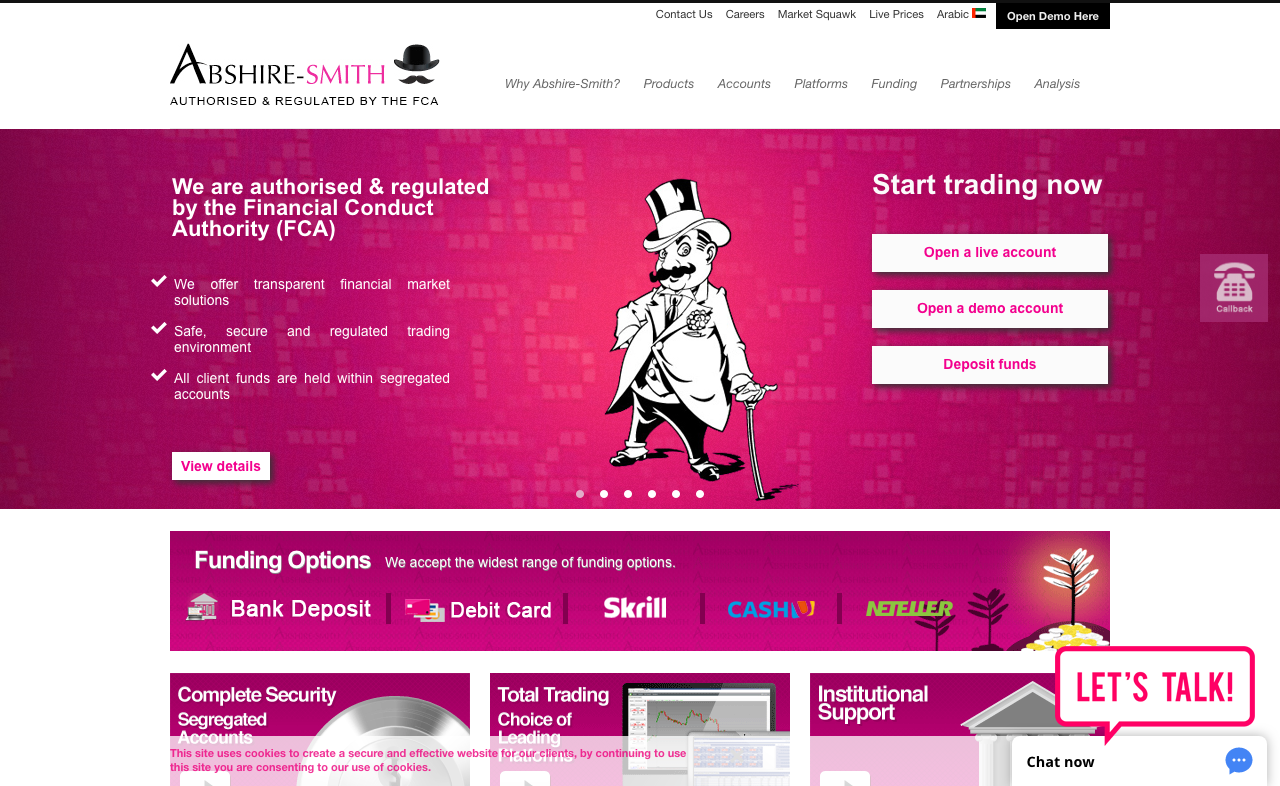 Contact Us Careers Market Squawk Live Prices Arabic Open Demo Here
ABSHIRE-SMITH
AUTHORISED & REGULATED BY THE FCA
Why Abshire-Smith? Products Accounts Platforms Funding Partnerships Analysis
We are authorised & regulated
by the Financial Conduct
Authority (FCA)
We offer transparent financial market
solutions
Safe, secure and regulated trading
environment
All client funds are held within segregated
accounts
View details
Start trading now
Open a live account
Open a demo account
Deposit funds
Callback
Funding Options We accept the widest range of funding options.
Bank Deposit Debit Card Skrill CASHU NETELLER
Complete Security
Segregated
Accounts
Total Trading
Choice of
Leading
Platforms
Institutional
Support
LET'S TALK!
This site uses cookies to create a secure and effective website for our clients, by continuing to use
this site you are consenting to our use of cookies.
Chat now